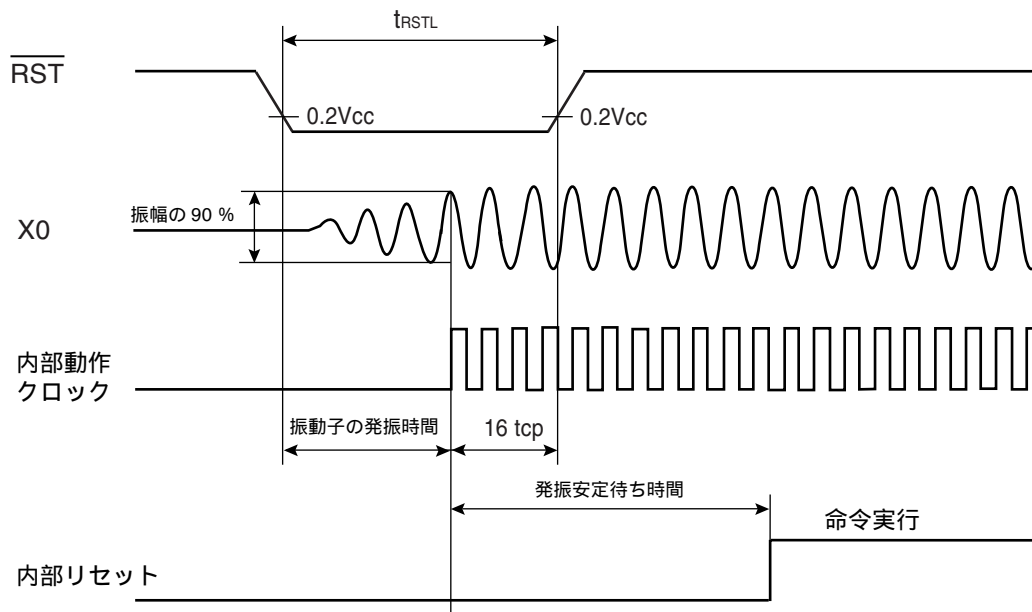 tRSTL
RST
0.2Vcc
0.2Vcc
振幅の 90 %
X0
内部動作
クロック
振動子の発振時間
16 tcp
発振安定待ち時間
命令実行
内部リセット